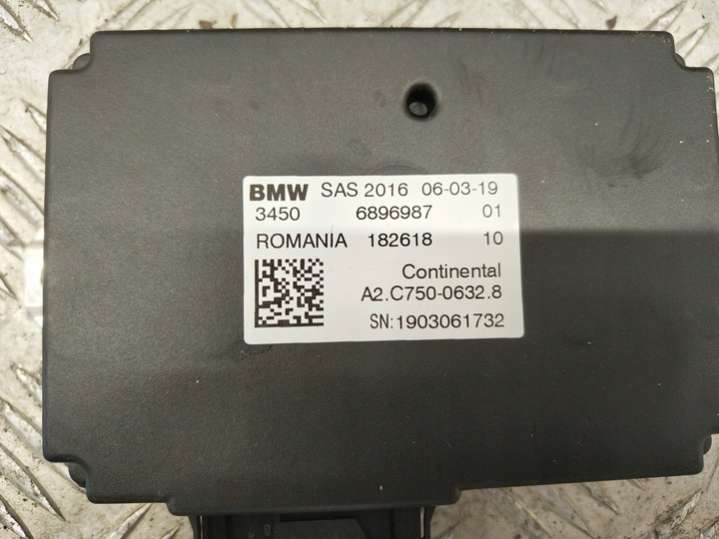 BMW SAS 2016 06-03-19
3450 6896987 01
ROMANIA 182618 10
Continental
A2.C750-0632.8
SN:1903061732